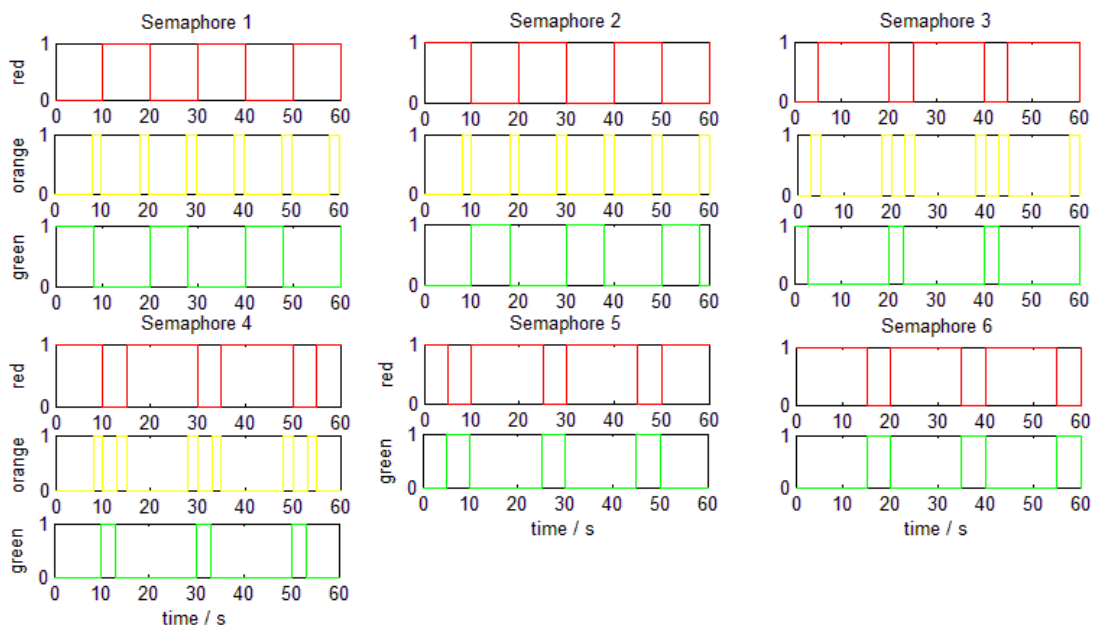 Semaphore 1 Semaphore 2 Semaphore 3
red 1 0 0 10 20 30 40 50 60
1 0 0 10 20 30 40 50 60
1 0 0 10 20 30 40 50 60
orange 1 0 0 10 20 30 40 50 60
1 0 0 10 20 30 40 50 60
1 0 0 10 20 30 40 50 60
green 1 0 0 10 20 30 40 50 60
1 0 0 10 20 30 40 50 60
1 0 0 10 20 30 40 50 60
Semaphore 4 Semaphore 5 Semaphore 6
red 1 0 0 10 20 30 40 50 60
red 1 0 0 10 20 30 40 50 60
1 0 0 10 20 30 40 50 60
orange 1 0 0 10 20 30 40 50 60
green 1 0 0 10 20 30 40 50 60
1 0 0 10 20 30 40 50 60
time / s time / s
green 1 0 0 10 20 30 40 50 60
time / s